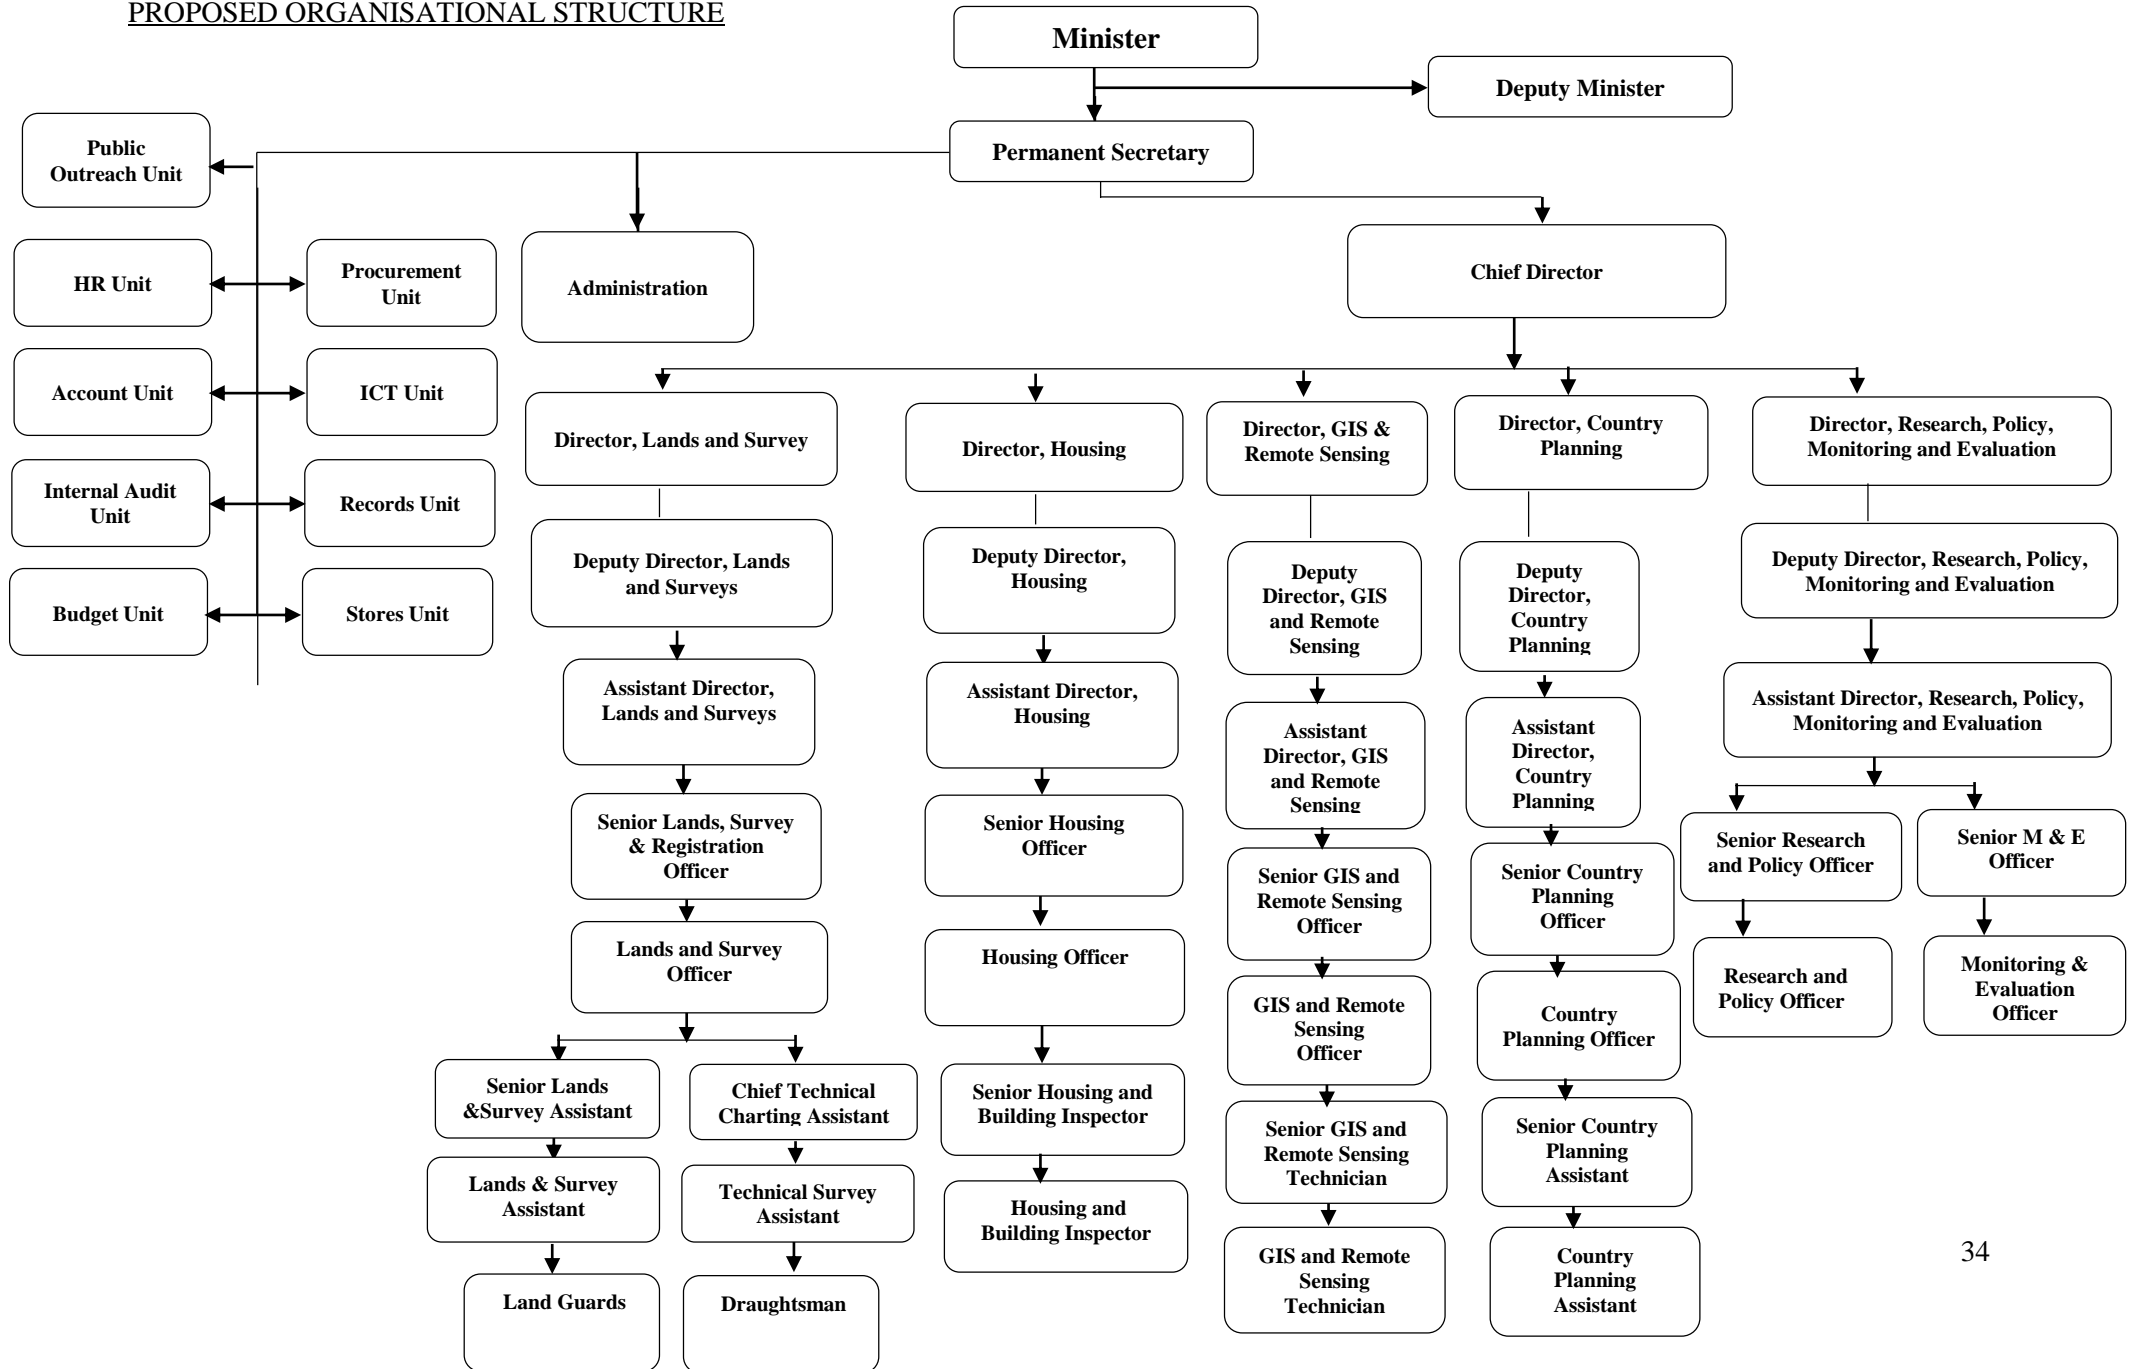 PROPOSED ORGANISATIONAL STRUCTURE
Minister
Deputy Minister
Permanent Secretary
Public
Outreach Unit
HR Unit
Procurement
Unit
Administration
Chief Director
Account Unit
ICT Unit
Internal Audit
Unit
Records Unit
Budget Unit
Stores Unit
Director, Lands and Survey
Director, Housing
Director, GIS &
Remote Sensing
Director, Country
Planning
Director, Research, Policy,
Monitoring and Evaluation
Deputy Director, Lands
and Surveys
Deputy Director,
Housing
Deputy
Director, GIS
and Remote
Sensing
Deputy
Director,
Country
Planning
Deputy Director, Research, Policy,
Monitoring and Evaluation
Assistant Director,
Lands and Surveys
Assistant Director,
Housing
Assistant
Director, GIS
and Remote
Sensing
Assistant
Director,
Country
Planning
Assistant Director, Research, Policy,
Monitoring and Evaluation
Senior Lands, Survey
& Registration
Officer
Senior Housing
Officer
Senior GIS and
Remote Sensing
Officer
Senior Country
Planning
Officer
Senior Research
and Policy Officer
Senior M & E
Officer
Lands and Survey
Officer
Housing Officer
GIS and Remote
Sensing
Officer
Country
Planning Officer
Research and
Policy Officer
Monitoring &
Evaluation
Officer
Senior Lands
&Survey Assistant
Chief Technical
Charting Assistant
Senior Housing and
Building Inspector
Senior GIS and
Remote Sensing
Technician
Senior Country
Planning
Assistant
Lands & Survey
Assistant
Technical Survey
Assistant
Housing and
Building Inspector
GIS and Remote
Sensing
Technician
Country
Planning
Assistant
Land Guards
Draughtsman
34